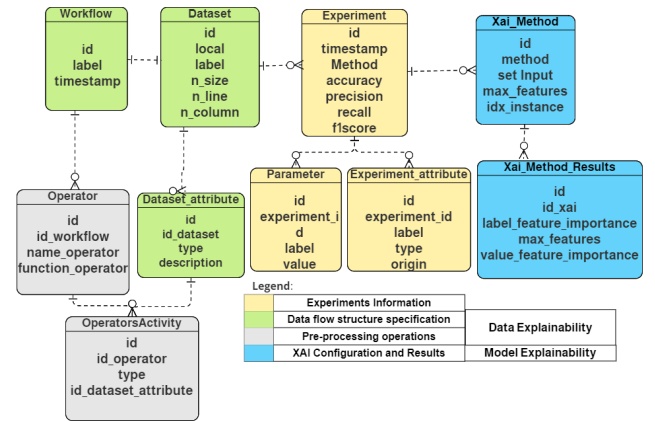 Workflow
id
label
timestamp
Dataset
id
local
label
n_size
n_line
n_column
Experiment
id
timestamp
Method
accuracy
precision
recall
f1score
Xai_Method
id
method
set Input
max_features
idx_instance
Operator
id
id_workflow
name_operator
function_operator
Dataset_attribute
id
id_dataset
type
description
Parameter
id
experiment_i
d
label
value
Experiment_attribute
id
experiment_id
label
type
origin
Xai_Method_Results
id
id_xai
label_feature_importance
max_features
value_feature_importance
OperatorsActivity
id
id_operator
type
id_dataset_attribute
Legend:
Experiments Information
Data flow structure specification
Pre-processing operations
Data Explainability
XAI Configuration and Results
Model Explainability